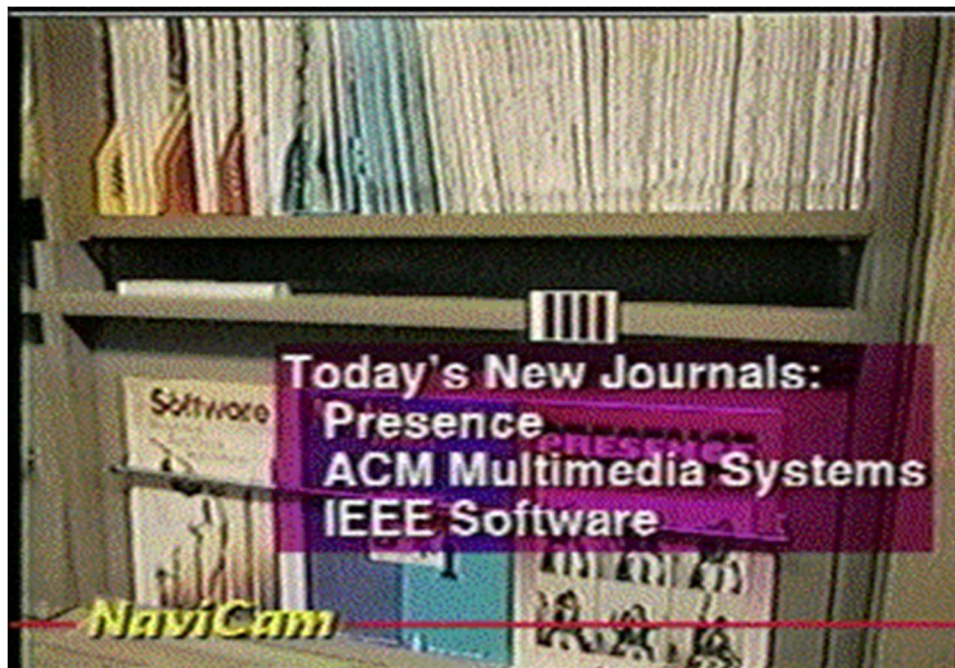 Today's New Journals:
Presence
ACM Multimedia Systems
IEEE Software
Software
PRESENCE
NaviCam